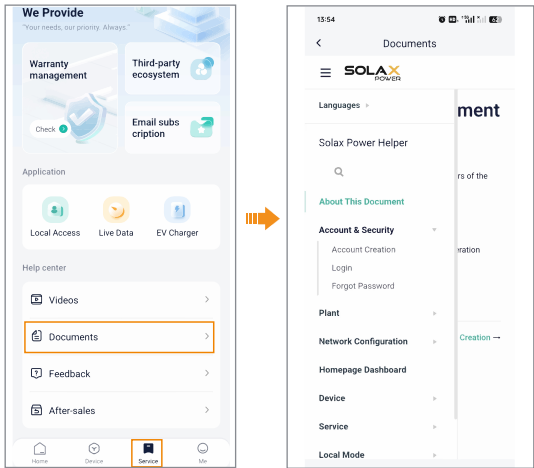 We Provide
"Your needs, our priority. Always."
Warranty
management
Check
Third-party
ecosystem
Email subs
cription
Application
Local Access
Live Data
EV Charger
Help center
Videos
Documents
Feedback
After-sales
Home
Device
Service
Me
13:54
Documents
SOLAX
POWER
Languages
Solax Power Helper
About This Document
Account & Security
Account Creation
Login
Forgot Password
Plant
Network Configuration
Homepage Dashboard
Device
Service
Local Mode
ment
rs of the
eration
Creation →